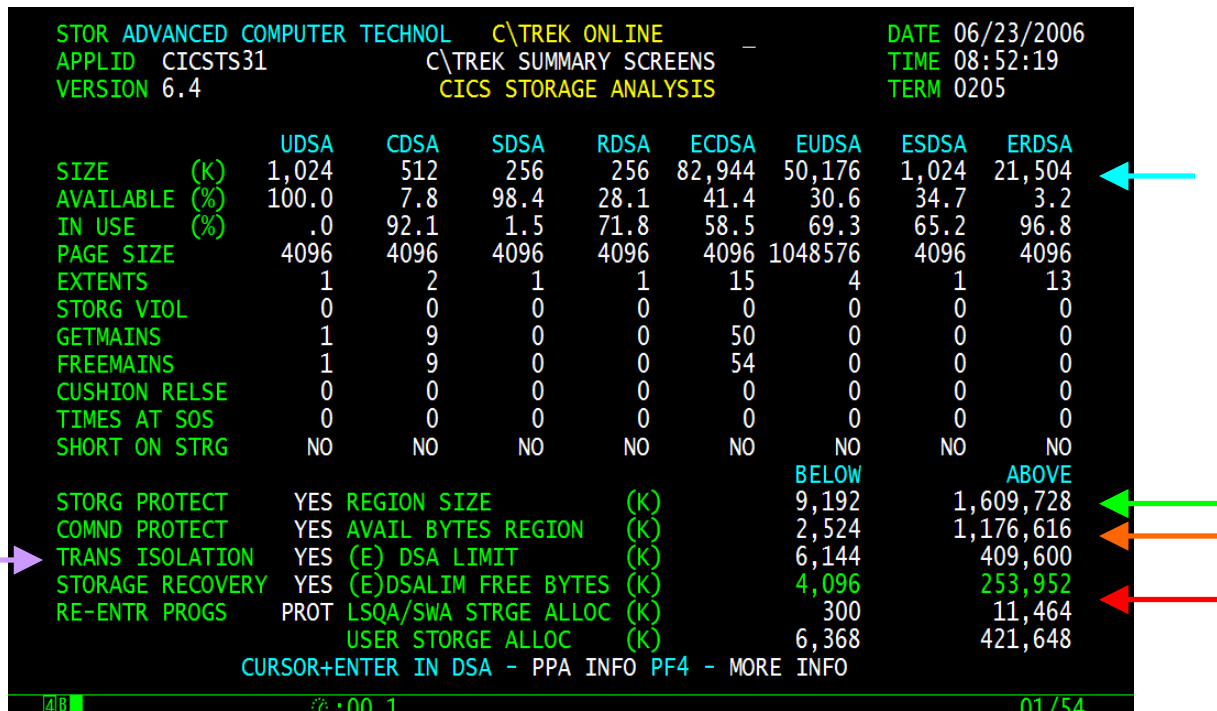 STOR ADVANCED COMPUTER TECHNOL C\TREK ONLINE _ DATE 06/23/2006
APPLID CICSTS31 C\TREK SUMMARY SCREENS TIME 08:52:19
VERSION 6.4 CICS STORAGE ANALYSIS TERM 0205
UDSA CDSA SDSA RDSA ECDSA EUDSA ESDSA ERDSA
SIZE (K) 1,024 512 256 256 82,944 50,176 1,024 21,504
AVAILABLE (%) 100.0 7.8 98.4 28.1 41.4 30.6 34.7 3.2
IN USE (%) .0 92.1 1.5 71.8 58.5 69.3 65.2 96.8
PAGE SIZE 4096 4096 4096 4096 4096 1048576 4096 4096
EXTENTS 1 2 1 1 15 4 1 13
STORG VIOL 0 0 0 0 0 0 0 0
GETMAINS 1 9 0 0 50 0 0 0
FREEMAINS 1 9 0 0 54 0 0 0
CUSHION RELSE 0 0 0 0 0 0 0 0
TIMES AT SOS 0 0 0 0 0 0 0 0
SHORT ON STRG NO NO NO NO NO NO NO NO
BELOW ABOVE
STORG PROTECT YES REGION SIZE (K) 9,192 1,609,728
COMND PROTECT YES AVAIL BYTES REGION (K) 2,524 1,176,616
TRANS ISOLATION YES (E) DSA LIMIT (K) 6,144 409,600
STORAGE RECOVERY YES (E)DSALIM FREE BYTES (K) 4,096 253,952
RE-ENTR PROGS PROT LSQA/SWA STRGE ALLOC (K) 300 11,464
USER STORGE ALLOC (K) 6,368 421,648
CURSOR+ENTER IN DSA - PPA INFO PF4 - MORE INFO
4B :00.1 01/54